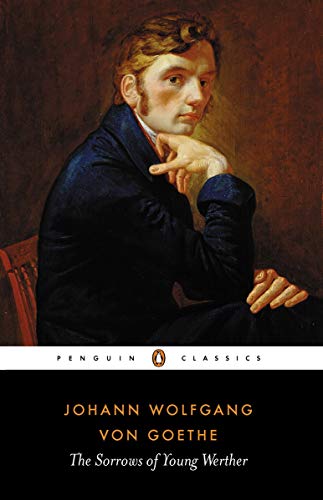 PENGUIN CLASSICS
JOHANN WOLFGANG
VON GOETHE
The Sorrows of Young Werther